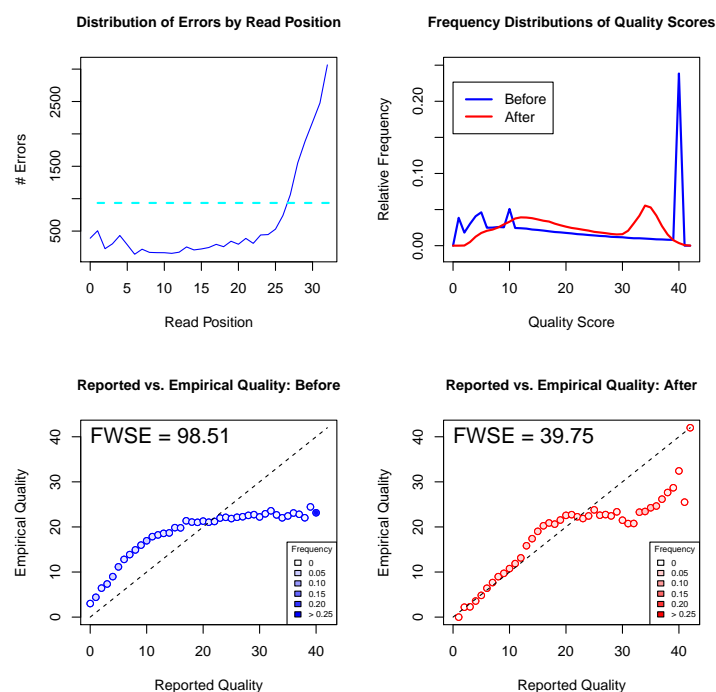 Distribution of Errors by Read Position
# Errors
500
1500
2500
0 5 10 15 20 25 30
Read Position
Frequency Distributions of Quality Scores
Relative Frequency
0.00
0.10
0.20
Before
After
0 10 20 30 40
Quality Score
Reported vs. Empirical Quality: Before
FWSE = 98.51
Empirical Quality
0
10
20
30
40
Frequency
0
0.05
0.10
0.15
0.20
> 0.25
0 10 20 30 40
Reported Quality
Reported vs. Empirical Quality: After
FWSE = 39.75
Empirical Quality
0
10
20
30
40
Frequency
0
0.05
0.10
0.15
0.20
> 0.25
0 10 20 30 40
Reported Quality